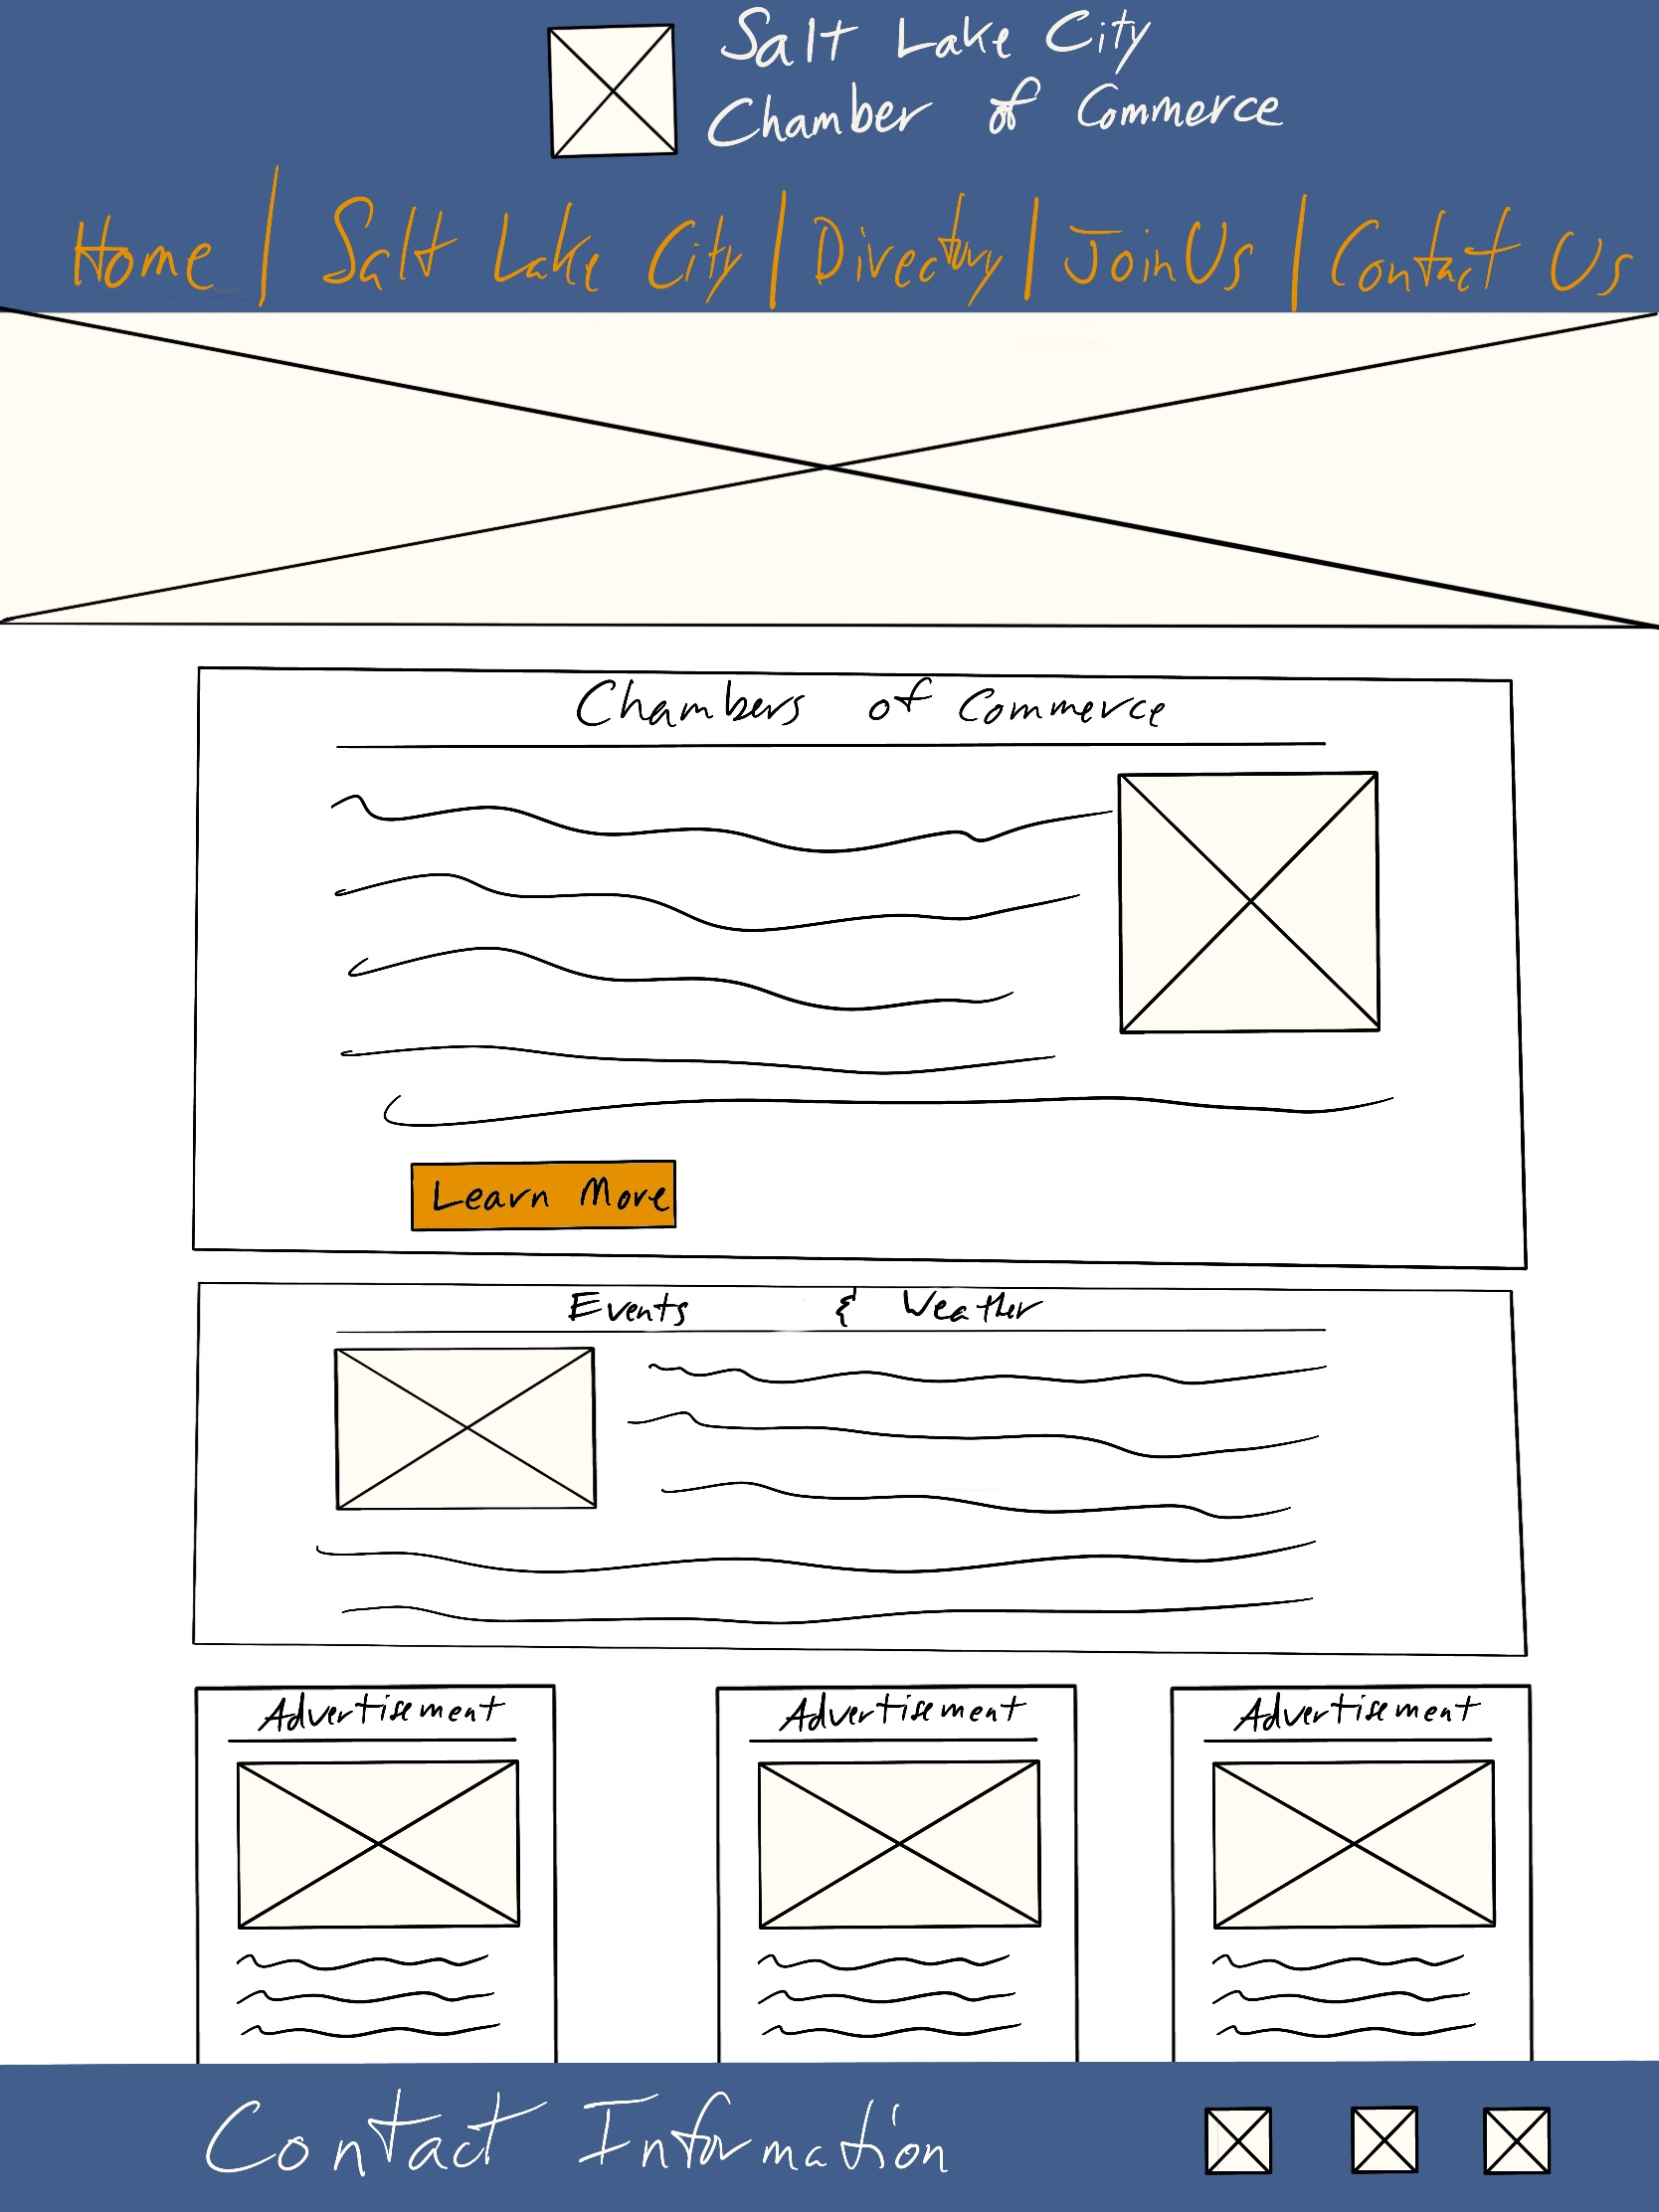 Salt Lake City
Chamber of Commerce
Home | Salt Lake City | Directory | Join Us | Contact Us
Chambers of Commerce
Learn More
Events & Weather
Advertisement Advertisement Advertisement
Contact Information